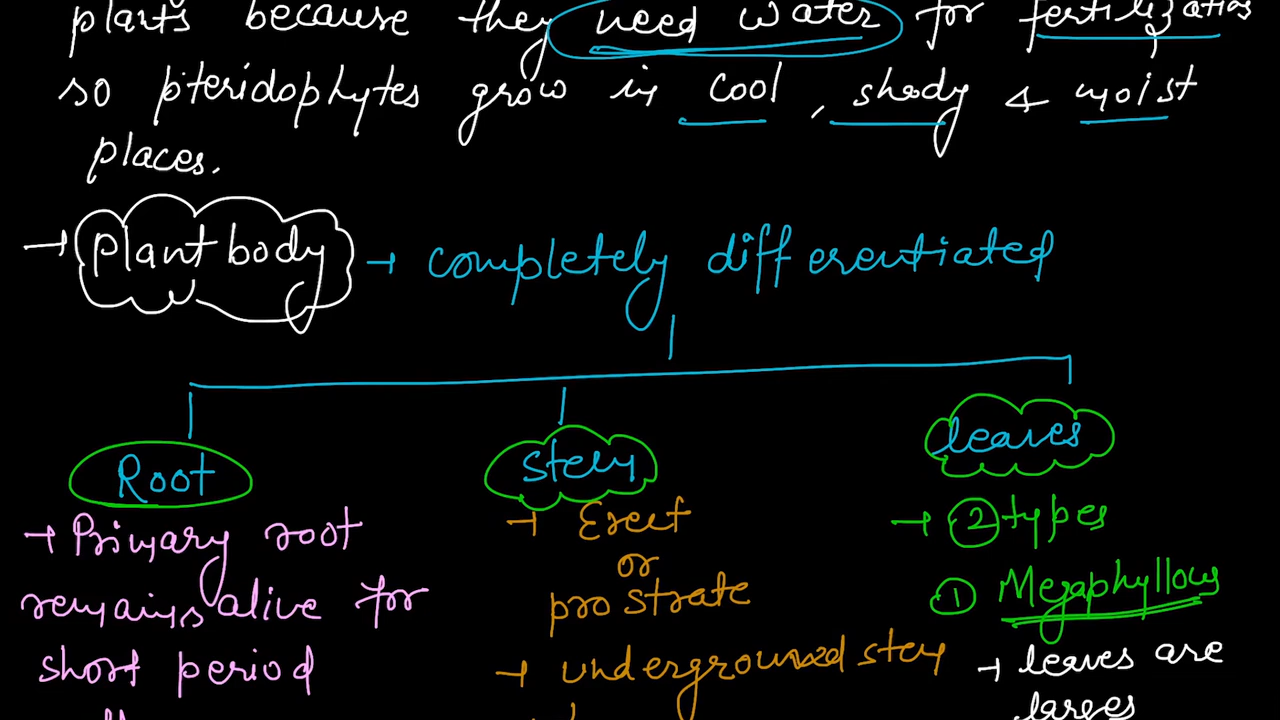 plants because they need water for fertilization
so pteridophytes grow in cool, shady & moist
places.
→ plant body → completely differentiated
Root
→ Primary root
remains alive for
short period
stem
→ Erect
or
prostrate
→ underground stem
leaves
→ 2 types
1 Megaphyllous
→ leaves are
larges